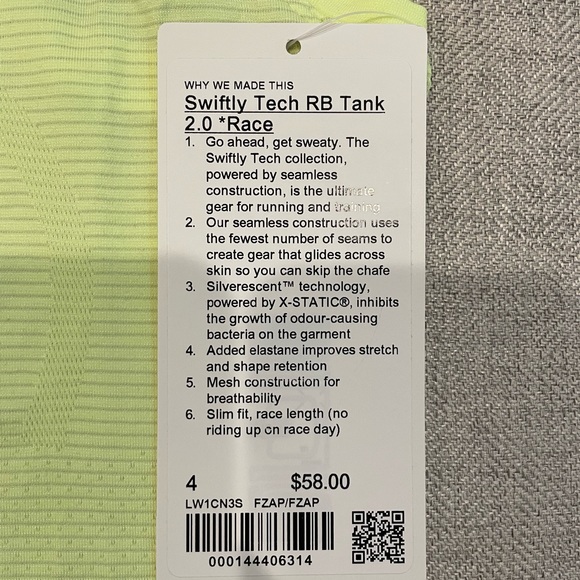 WHY WE MADE THIS
Swiftly Tech RB Tank
2.0 *Race
1. Go ahead, get sweaty. The
Swiftly Tech collection,
powered by seamless
construction, is the ultimate
gear for running and training
2. Our seamless construction uses
the fewest number of seams to
create gear that glides across
skin so you can skip the chafe
3. Silverescent™ technology,
powered by X-STATIC®, inhibits
the growth of odour-causing
bacteria on the garment
4. Added elastane improves stretch
and shape retention
5. Mesh construction for
breathability
6. Slim fit, race length (no
riding up on race day)
4 $58.00
LW1CN3S FZAP/FZAP
000144406314